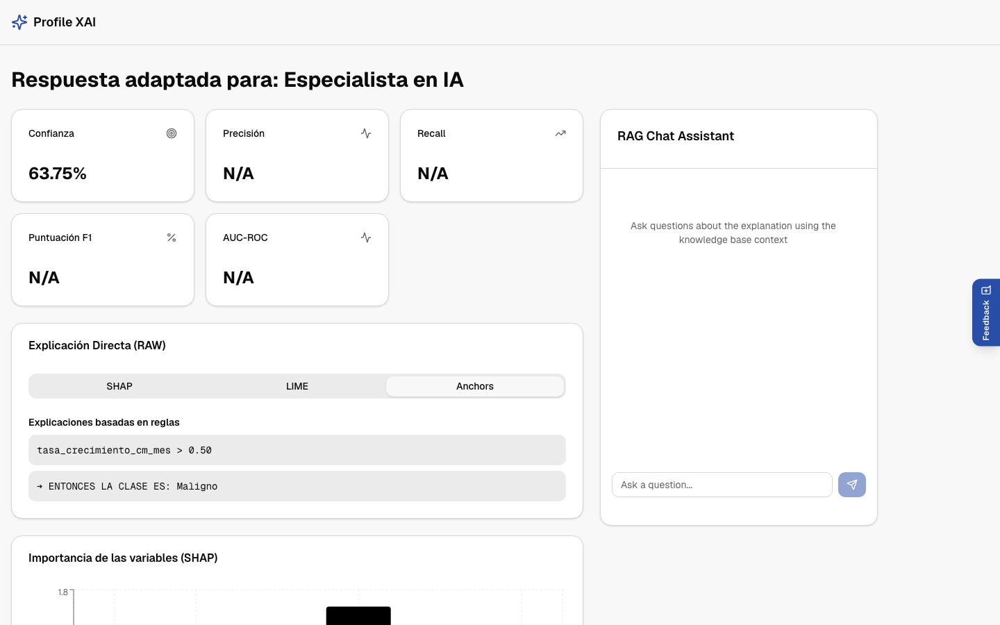 Profile XAI
Respuesta adaptada para: Especialista en IA
Confianza
63.75%
Precisión
N/A
Recall
N/A
Puntuación F1
N/A
AUC-ROC
N/A
Explicación Directa (RAW)
SHAP
LIME
Anchors
Explicaciones basadas en reglas
tasa_crecimiento_cm_mes > 0.50
→ ENTONCES LA CLASE ES: Maligno
Importancia de las variables (SHAP)
1.8
RAG Chat Assistant
Ask questions about the explanation using the
knowledge base context
Ask a question...
Feedback